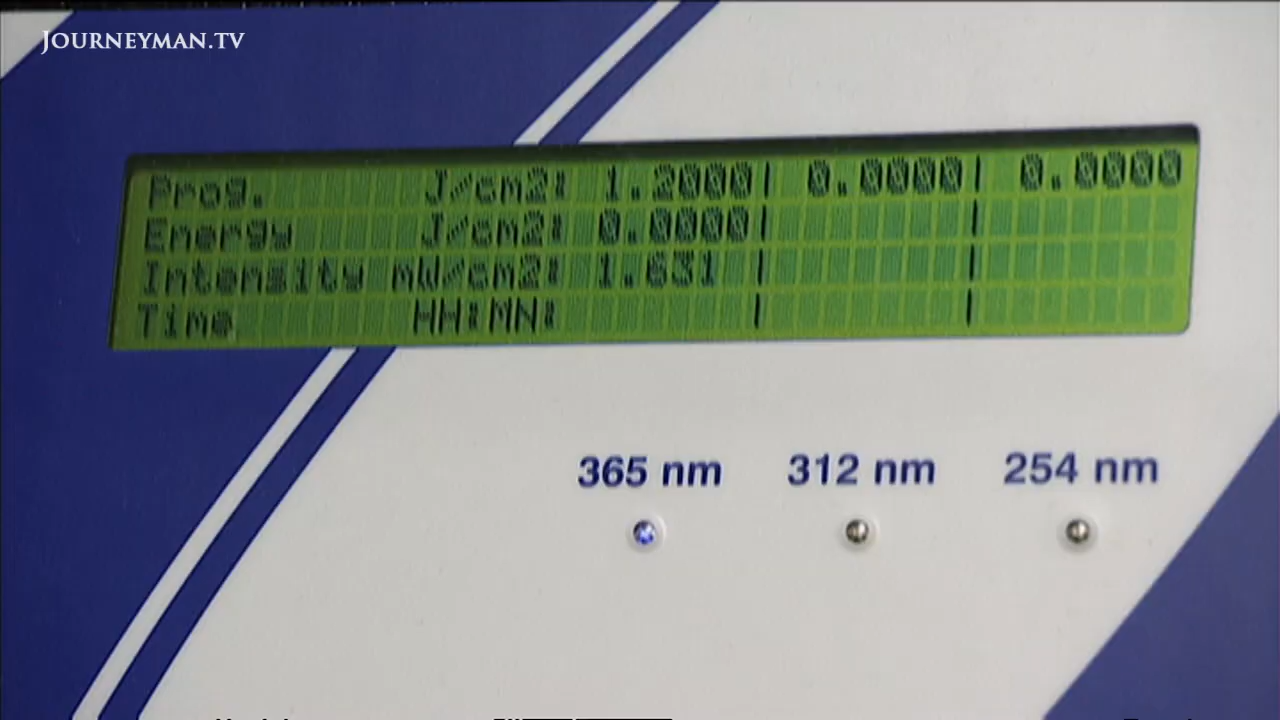 JOURNEYMAN.TV
Prog. J/cm2: 1.2000| 0.0000| 0.0000
Energy J/cm2: 0.0000| |
Intensity mW/cm2: 1.631 | |
Time HH:MN: | |
365 nm 312 nm 254 nm